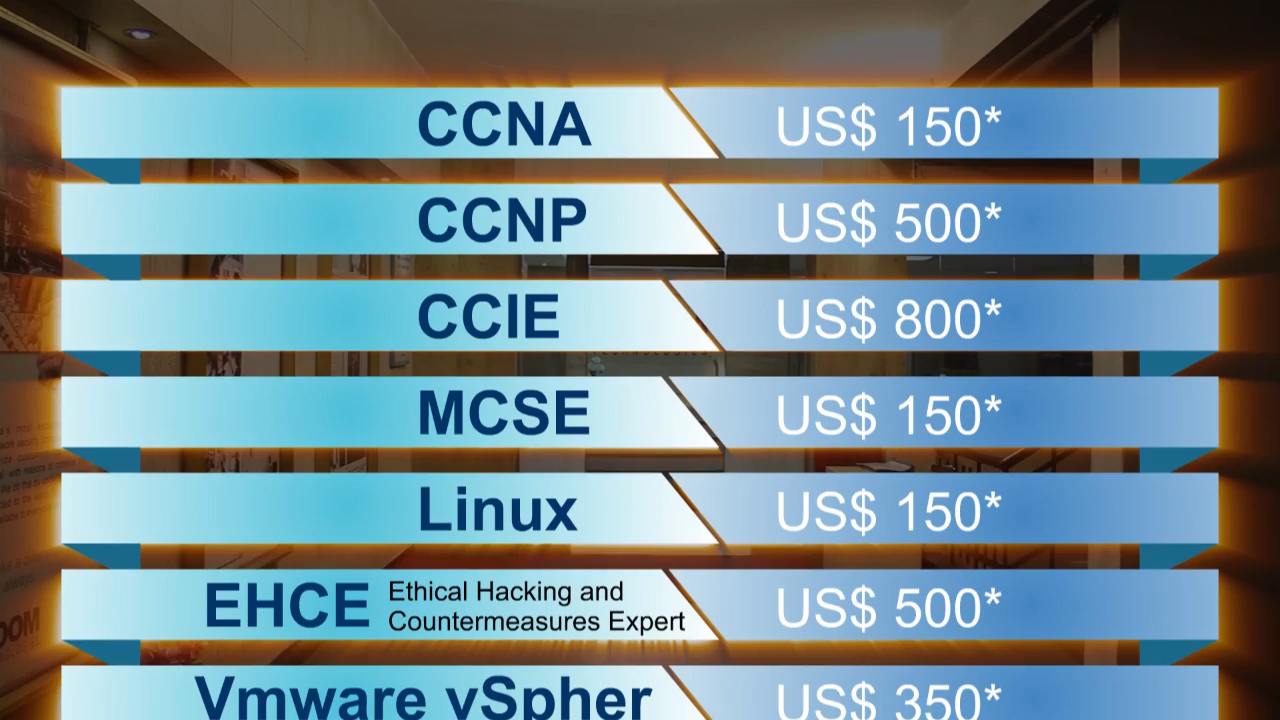 CCNA US$ 150*
CCNP US$ 500*
CCIE US$ 800*
MCSE US$ 150*
Linux US$ 150*
EHCE Ethical Hacking and
Countermeasures Expert US$ 500*
Vmware vSpher US$ 350*